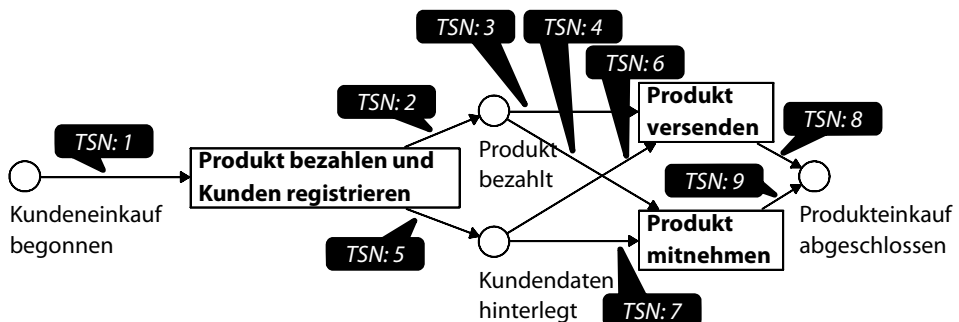 TSN: 3
TSN: 4
TSN: 6
TSN: 2
Produkt
versenden
TSN: 8
TSN: 1
Produkt bezahlen und
Kunden registrieren
Produkt
bezahlt
TSN: 9
Kundeneinkauf
begonnen
TSN: 5
Produkt
mitnehmen
Produkteinkauf
abgeschlossen
Kundendaten
hinterlegt
TSN: 7